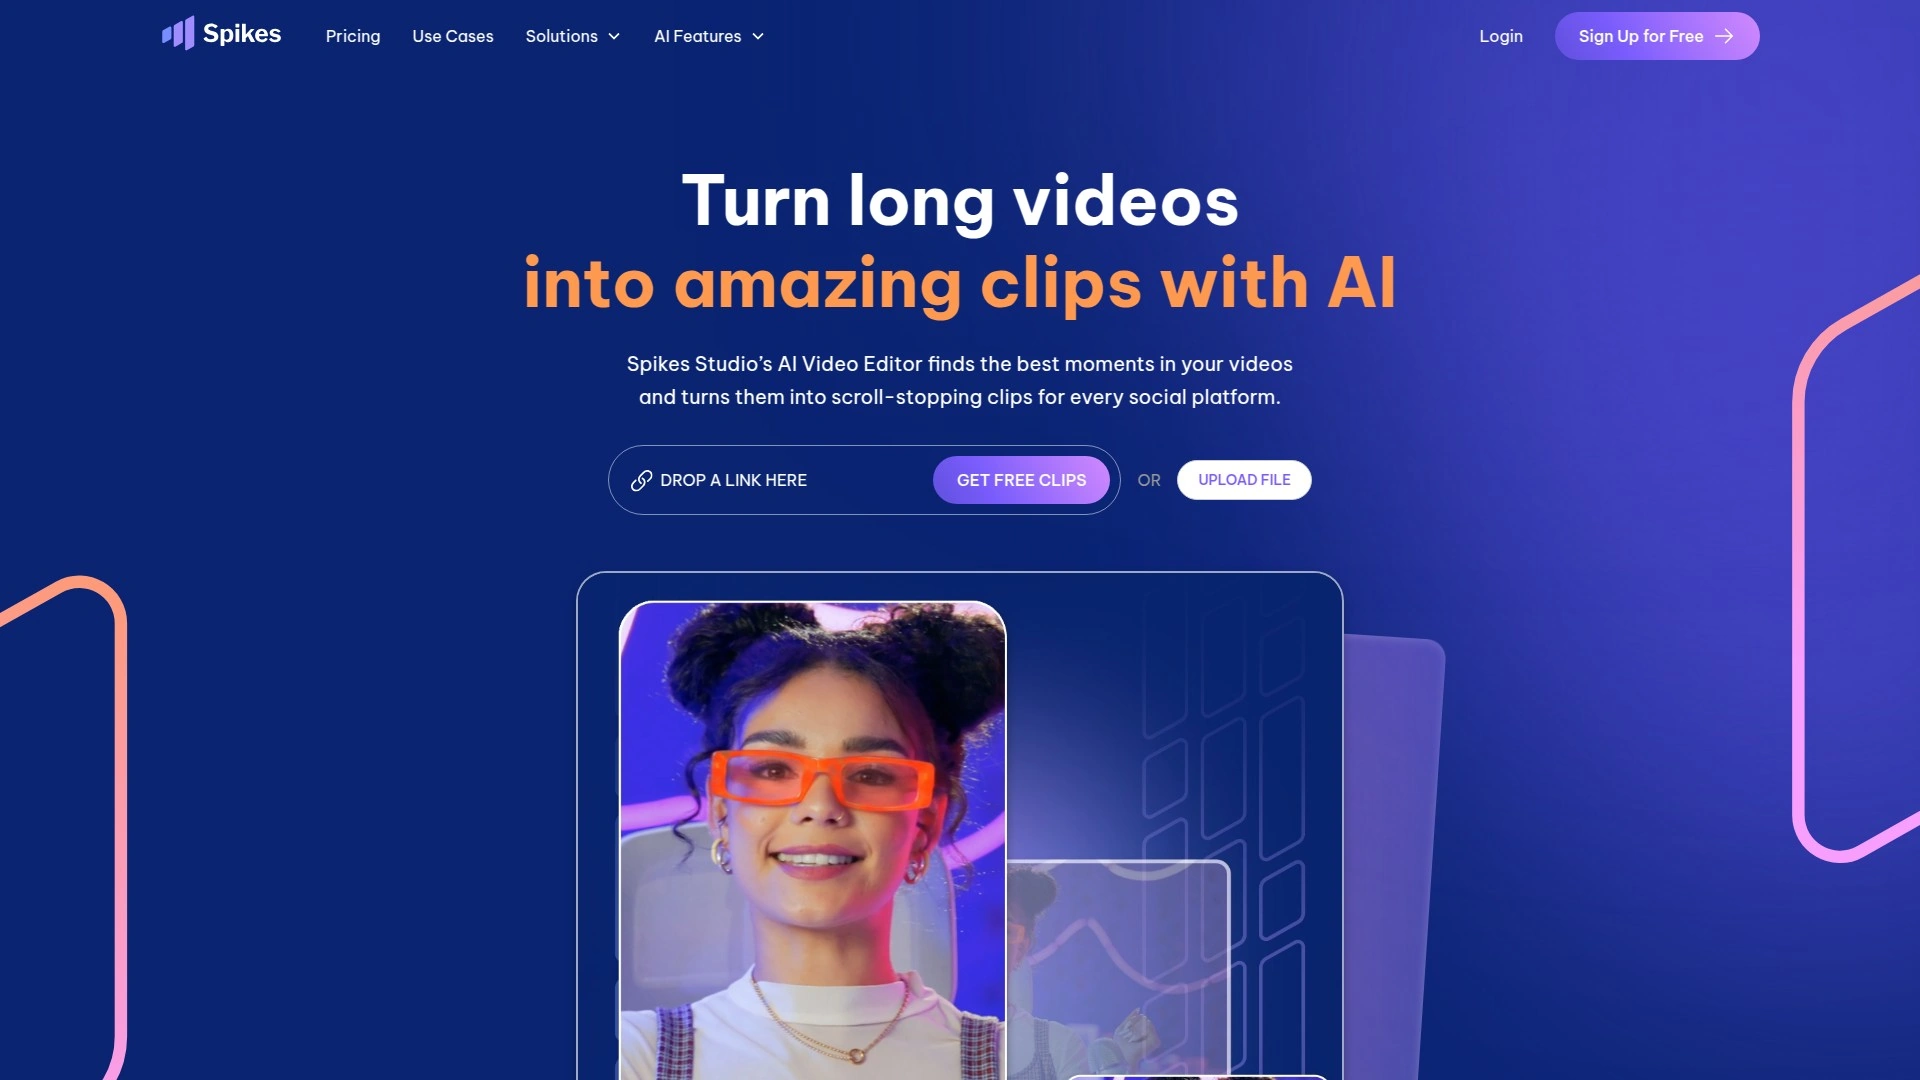 Spikes
Pricing
Use Cases
Solutions
AI Features
Login
Sign Up for Free
Turn long videos
into amazing clips with AI
Spikes Studio’s AI Video Editor finds the best moments in your videos
and turns them into scroll-stopping clips for every social platform.
DROP A LINK HERE
GET FREE CLIPS
OR
UPLOAD FILE